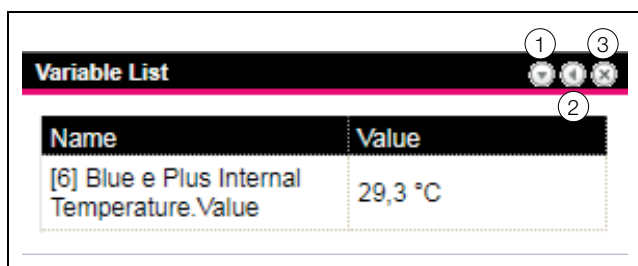 1 3
Variable List
2
Name Value
[6] Blue e Plus Internal 29,3 °C
Temperature.Value